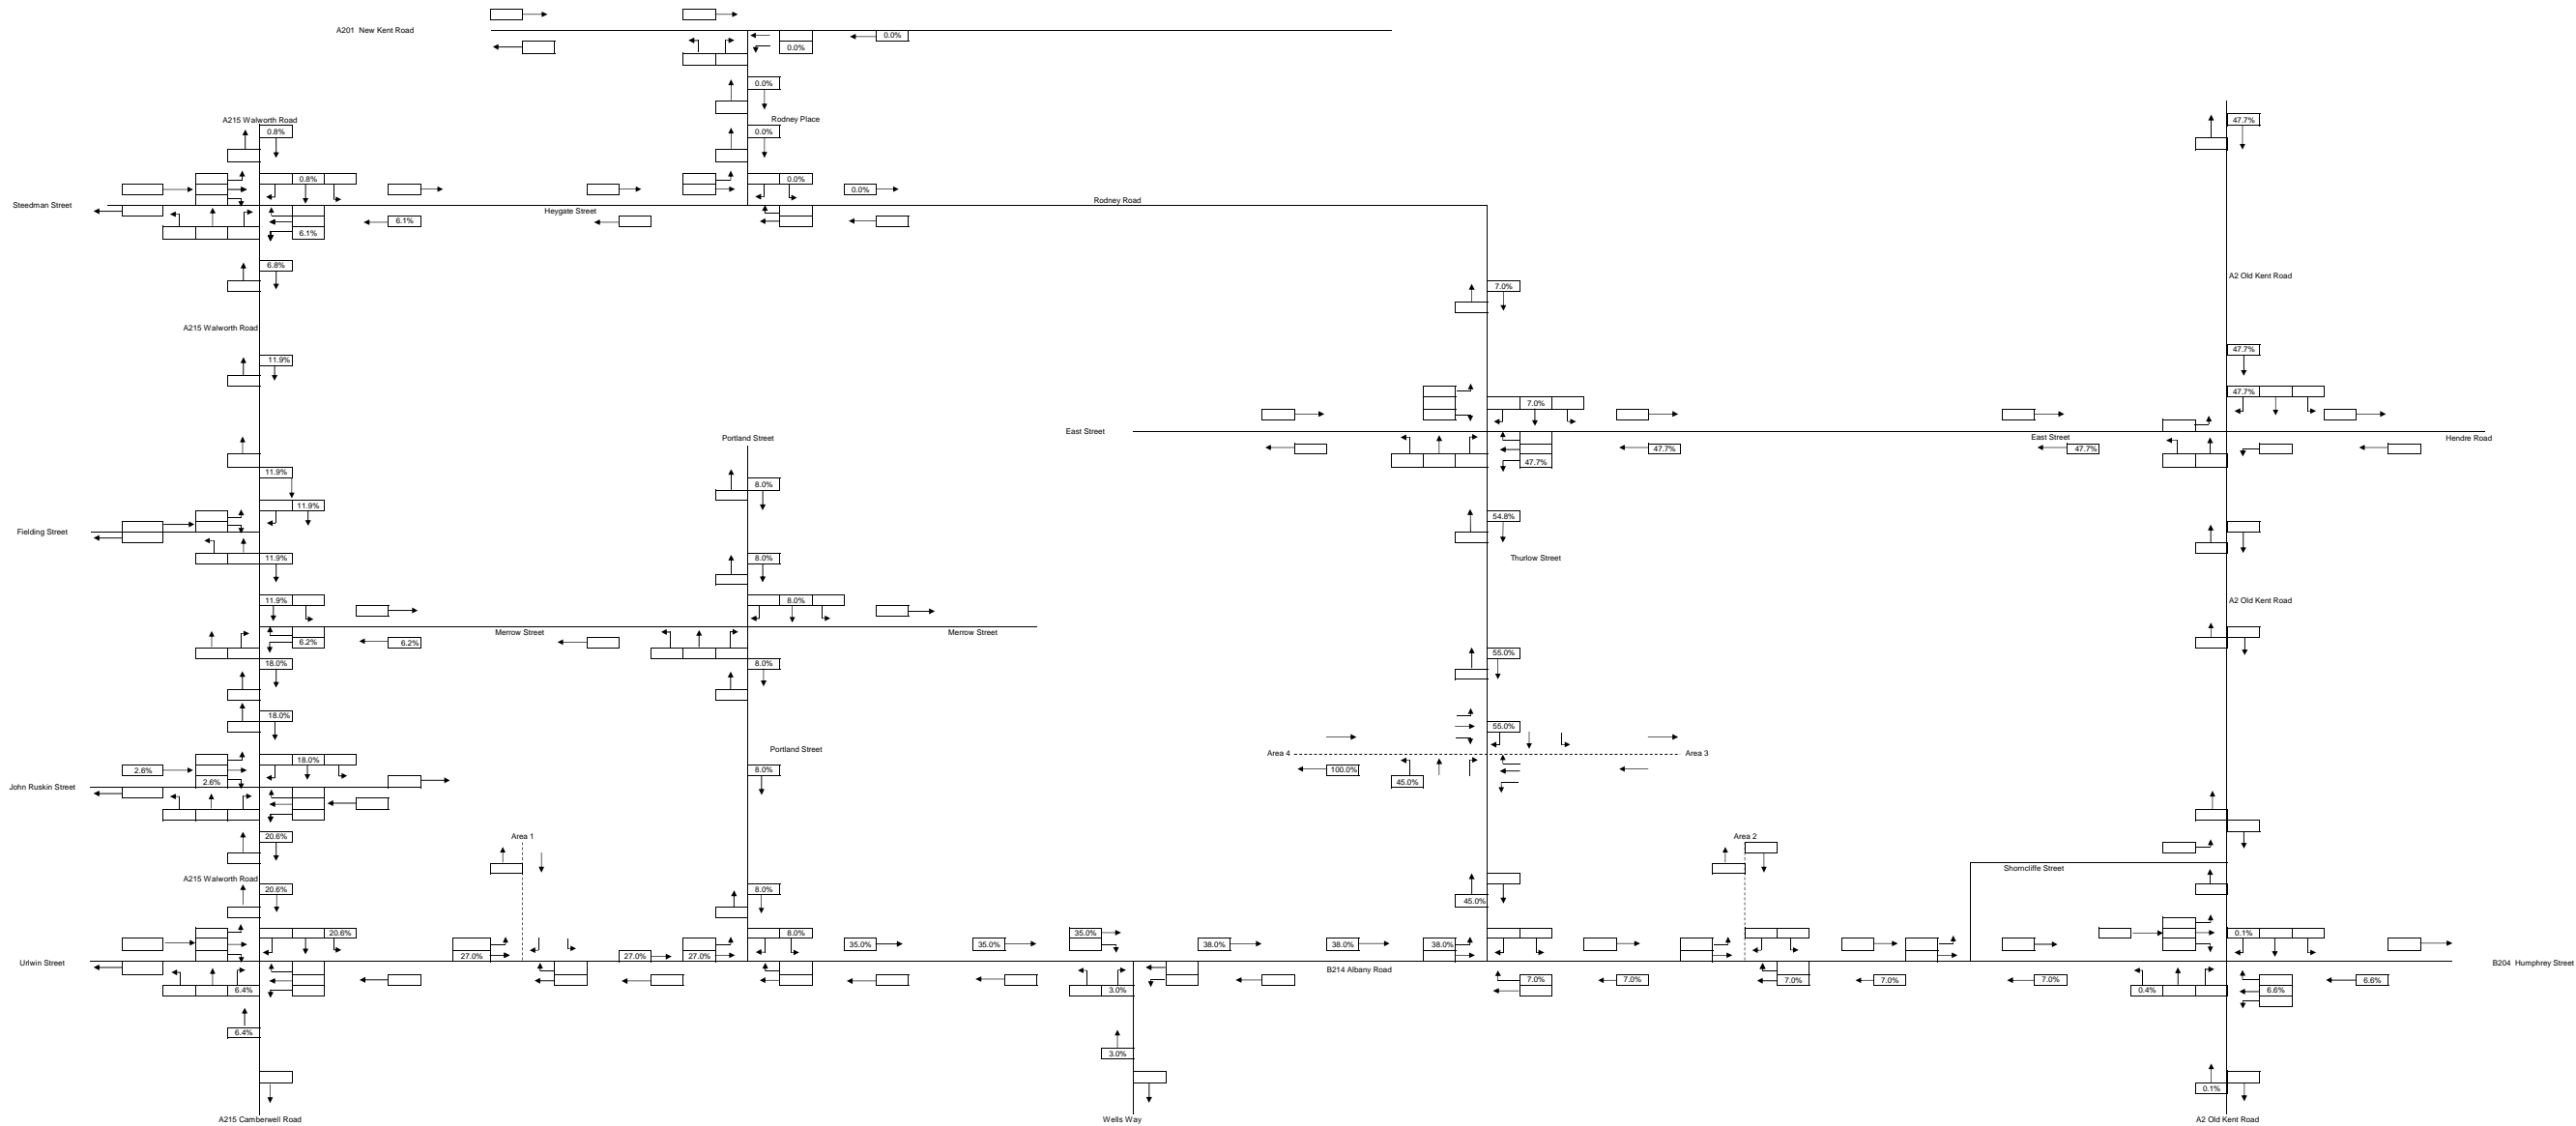 A201 New Kent Road
0.0%
0.0%
0.0%
A215 Walworth Road
Rodney Place
47.7%
0.8%
0.0%
0.8%
0.0%
0.0%
Steedman Street
Heygate Street
Rodney Road
6.1%
6.1%
6.8%
A2 Old Kent Road
7.0%
A215 Walworth Road
47.7%
11.9%
47.7%
7.0%
East Street
East Street
Hendre Road
Portland Street
47.7%
47.7%
47.7%
11.9%
8.0%
11.9%
54.8%
Fielding Street
11.9%
8.0%
Thurlow Street
11.9%
8.0%
A2 Old Kent Road
Merrow Street
Merrow Street
6.2%
6.2%
18.0%
8.0%
55.0%
18.0%
55.0%
Portland Street
Area 4
Area 3
18.0%
2.6%
8.0%
100.0%
2.6%
45.0%
John Ruskin Street
20.6%
Area 1
Area 2
Shorncliffe Street
A215 Walworth Road
20.6%
8.0%
45.0%
20.6%
8.0%
35.0%
0.1%
35.0%
35.0%
38.0%
38.0%
38.0%
27.0%
27.0%
27.0%
Urlwin Street
B214 Albany Road
B204 Humphrey Street
7.0%
7.0%
7.0%
7.0%
7.0%
6.6%
6.4%
3.0%
0.4%
6.6%
6.4%
3.0%
0.1%
A215 Camberwell Road
Wells Way
A2 Old Kent Road